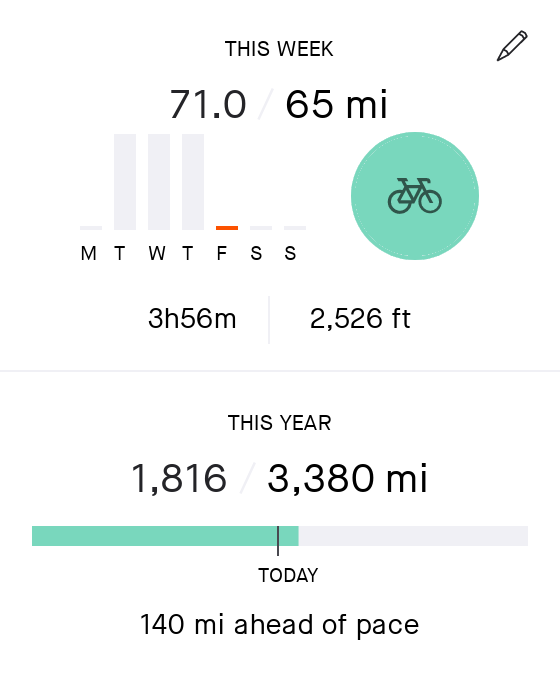 THIS WEEK
71.0 / 65 mi
M T W T F S S
3h56m 2,526 ft
THIS YEAR
1,816 / 3,380 mi
TODAY
140 mi ahead of pace